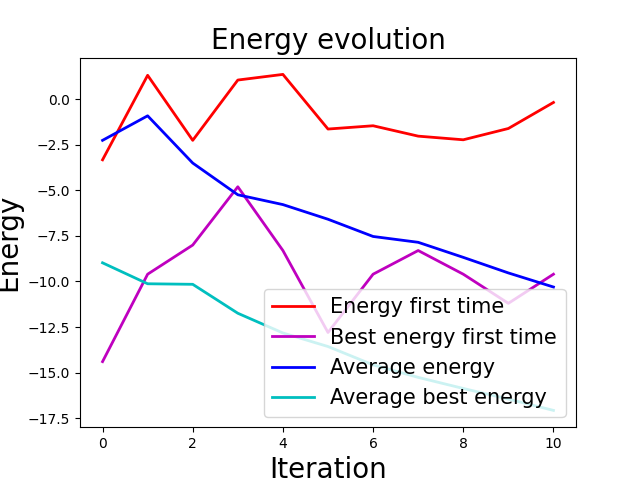 Energy evolution
Energy
0.0
−2.5
−5.0
−7.5
−10.0
−12.5
−15.0
−17.5
Energy first time
Best energy first time
Average energy
Average best energy
0 2 4 6 8 10
Iteration